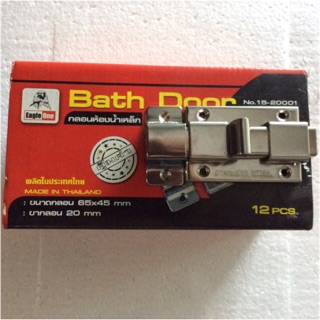 Eagle One
Bath Door
No.15-20001
กลอนห้องน้ำเหล็ก
ผลิตในประเทศไทย
MADE IN THAILAND
: ขนาดกลอน 65x45 mm
: ขากลอน 20 mm
STAINLESS STEEL
12 PCS.